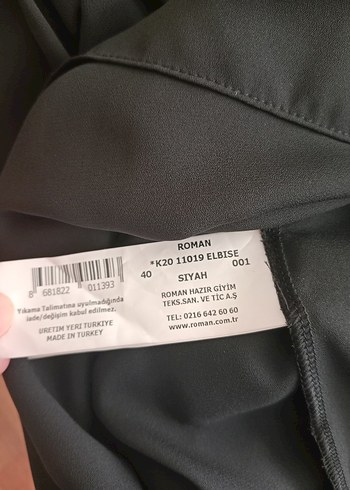 8 681822 011393
Yıkama Talimatına uyulmadığında
iade/değişim kabul edilmez.
ÜRETİM YERİ TÜRKİYE
MADE IN TURKEY
ROMAN
*K20 11019 ELBISE
40 001
SIYAH
ROMAN HAZIR GİYİM
TEKS.SAN. VE TİC A.Ş
TEL: 0216 642 60 60
www.roman.com.tr